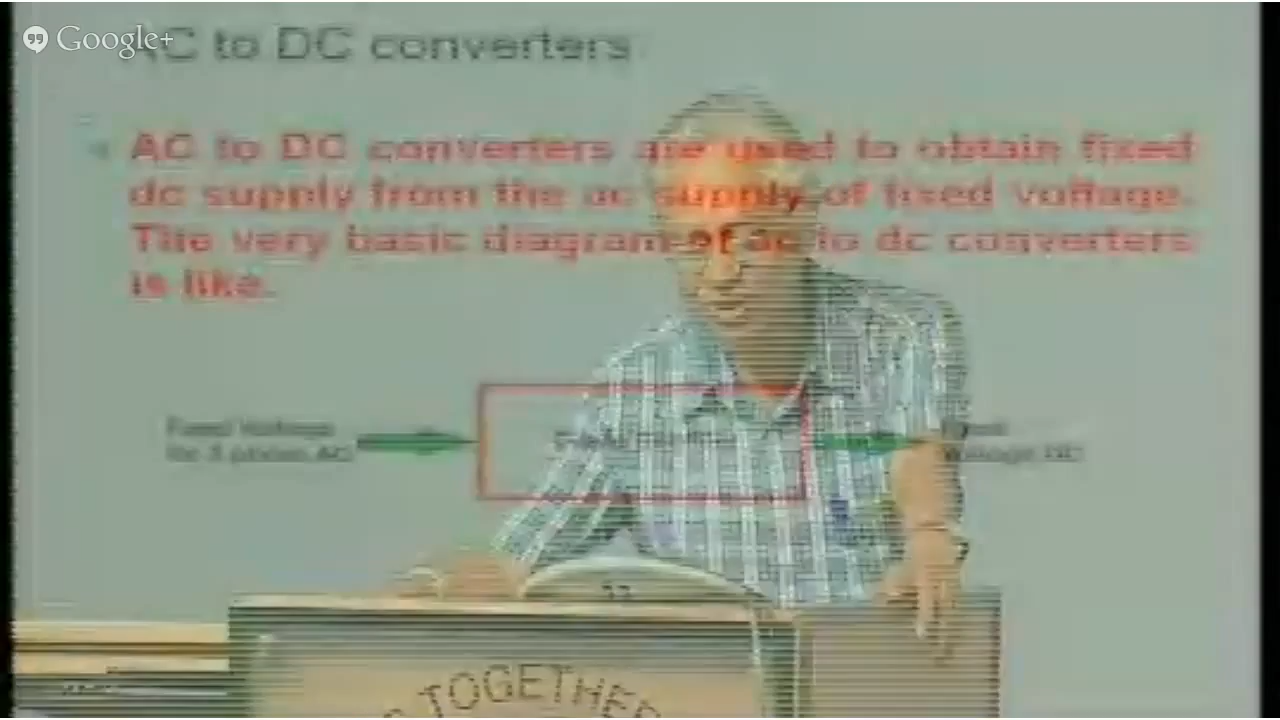 Google+
AC to DC converters
AC to DC converters are used to obtain fixed
dc supply from the ac supply of fixed voltage.
The very basic diagram of ac to dc converters
is like.
Fixed Voltage
Voltage DC
TOGETHER